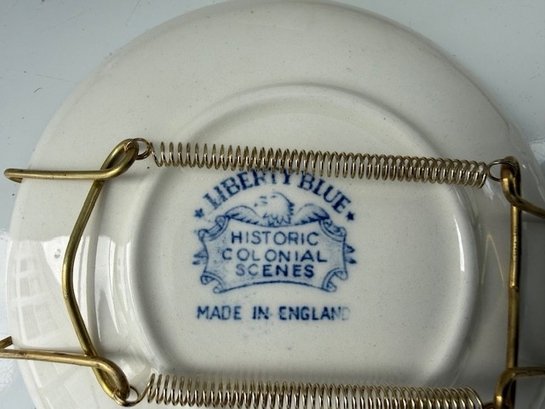 LIBERTY BLUE
HISTORIC
COLONIAL
SCENES
MADE IN ENGLAND